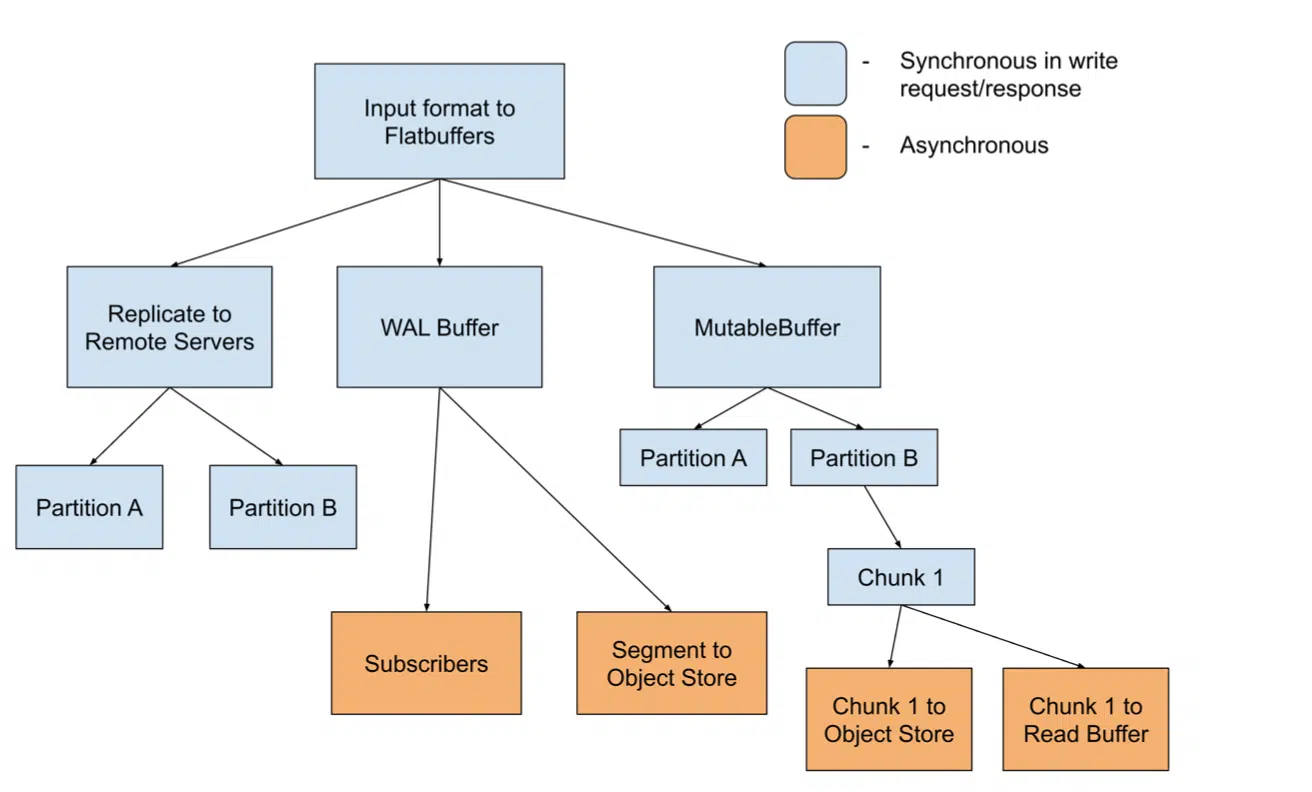 - Synchronous in write
request/response
- Asynchronous
Input format to
Flatbuffers
Replicate to
Remote Servers
WAL Buffer
MutableBuffer
Partition A
Partition B
Partition A
Partition B
Chunk 1
Subscribers
Segment to
Object Store
Chunk 1 to
Object Store
Chunk 1 to
Read Buffer